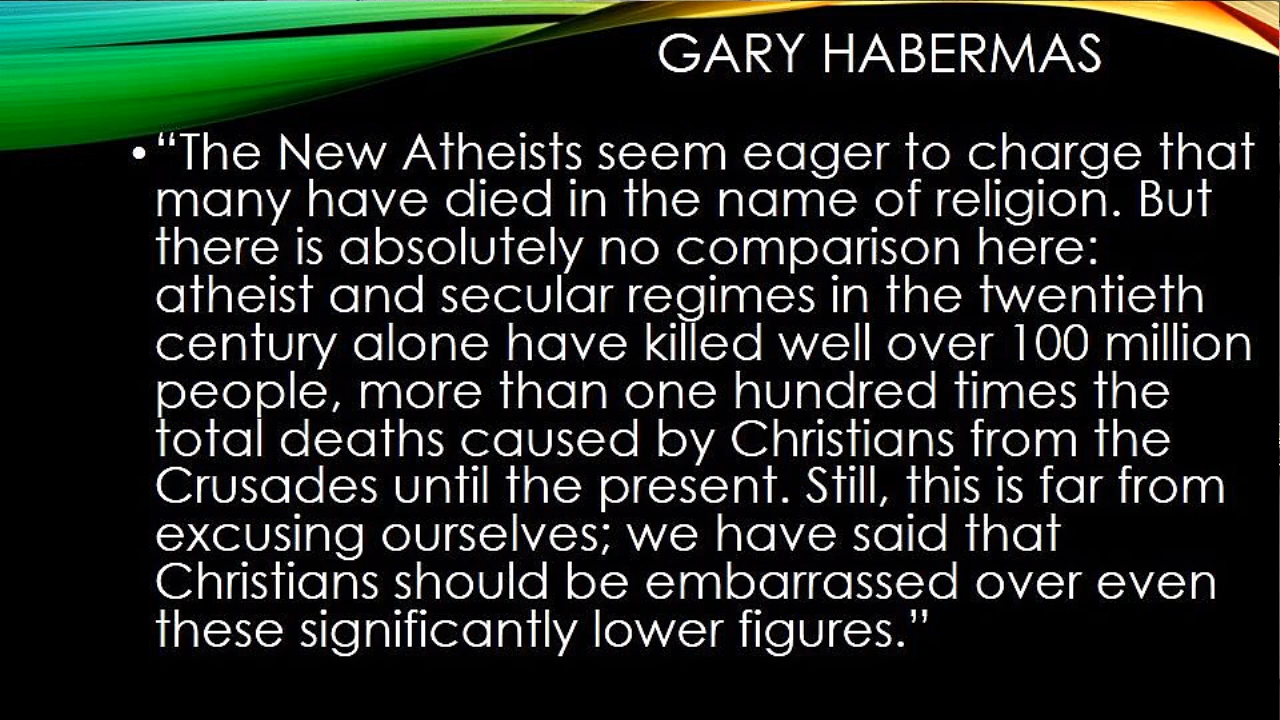 GARY HABERMAS
• “The New Atheists seem eager to charge that
many have died in the name of religion. But
there is absolutely no comparison here:
atheist and secular regimes in the twentieth
century alone have killed well over 100 million
people, more than one hundred times the
total deaths caused by Christians from the
Crusades until the present. Still, this is far from
excusing ourselves; we have said that
Christians should be embarrassed over even
these significantly lower figures.”